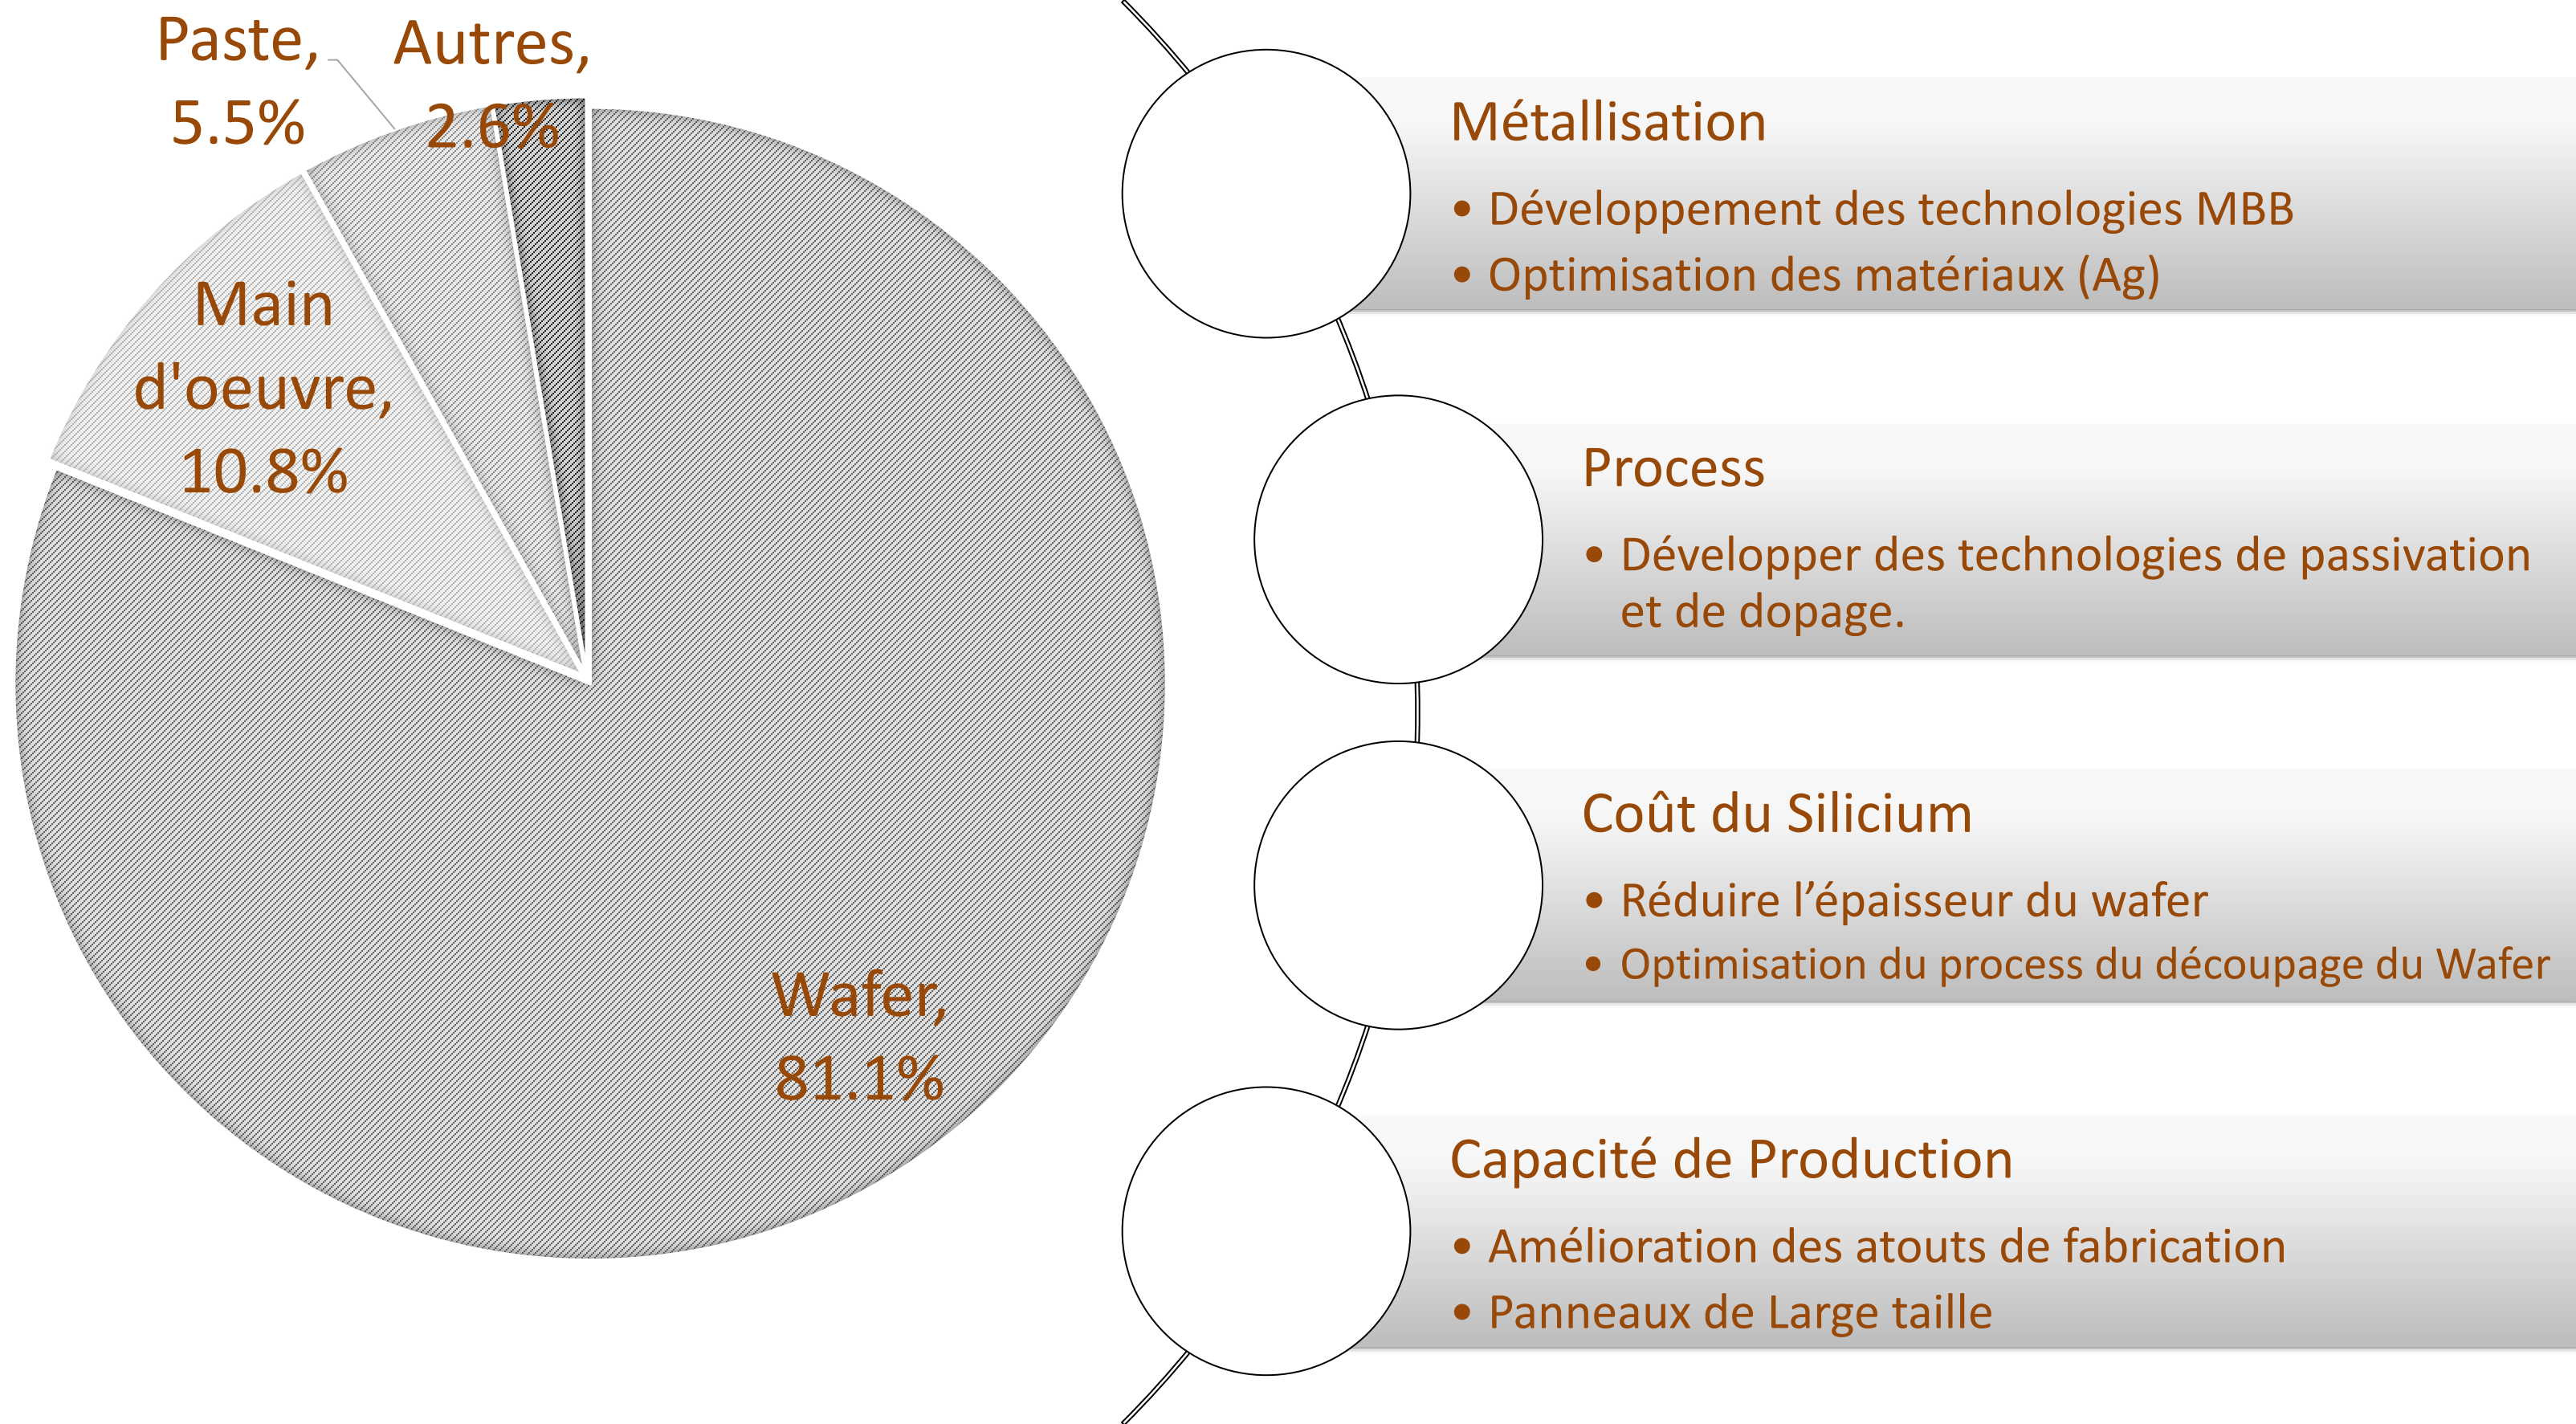 Paste,
5.5%
Autres,
2.6%
Main
d'oeuvre,
10.8%
Wafer,
81.1%
Métallisation
• Développement des technologies MBB
• Optimisation des matériaux (Ag)
Process
• Développer des technologies de passivation
et de dopage.
Coût du Silicium
• Réduire l’épaisseur du wafer
• Optimisation du process du découpage du Wafer
Capacité de Production
• Amélioration des atouts de fabrication
• Panneaux de Large taille